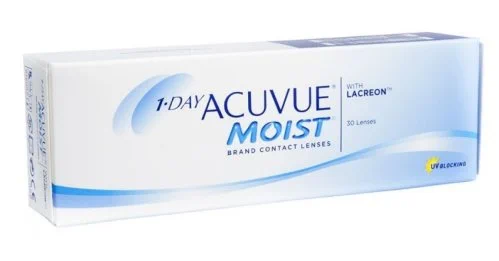 1·DAY ACUVUE®
MOIST®
BRAND CONTACT LENSES
WITH
LACREON™
30 Lenses
UV BLOCKING